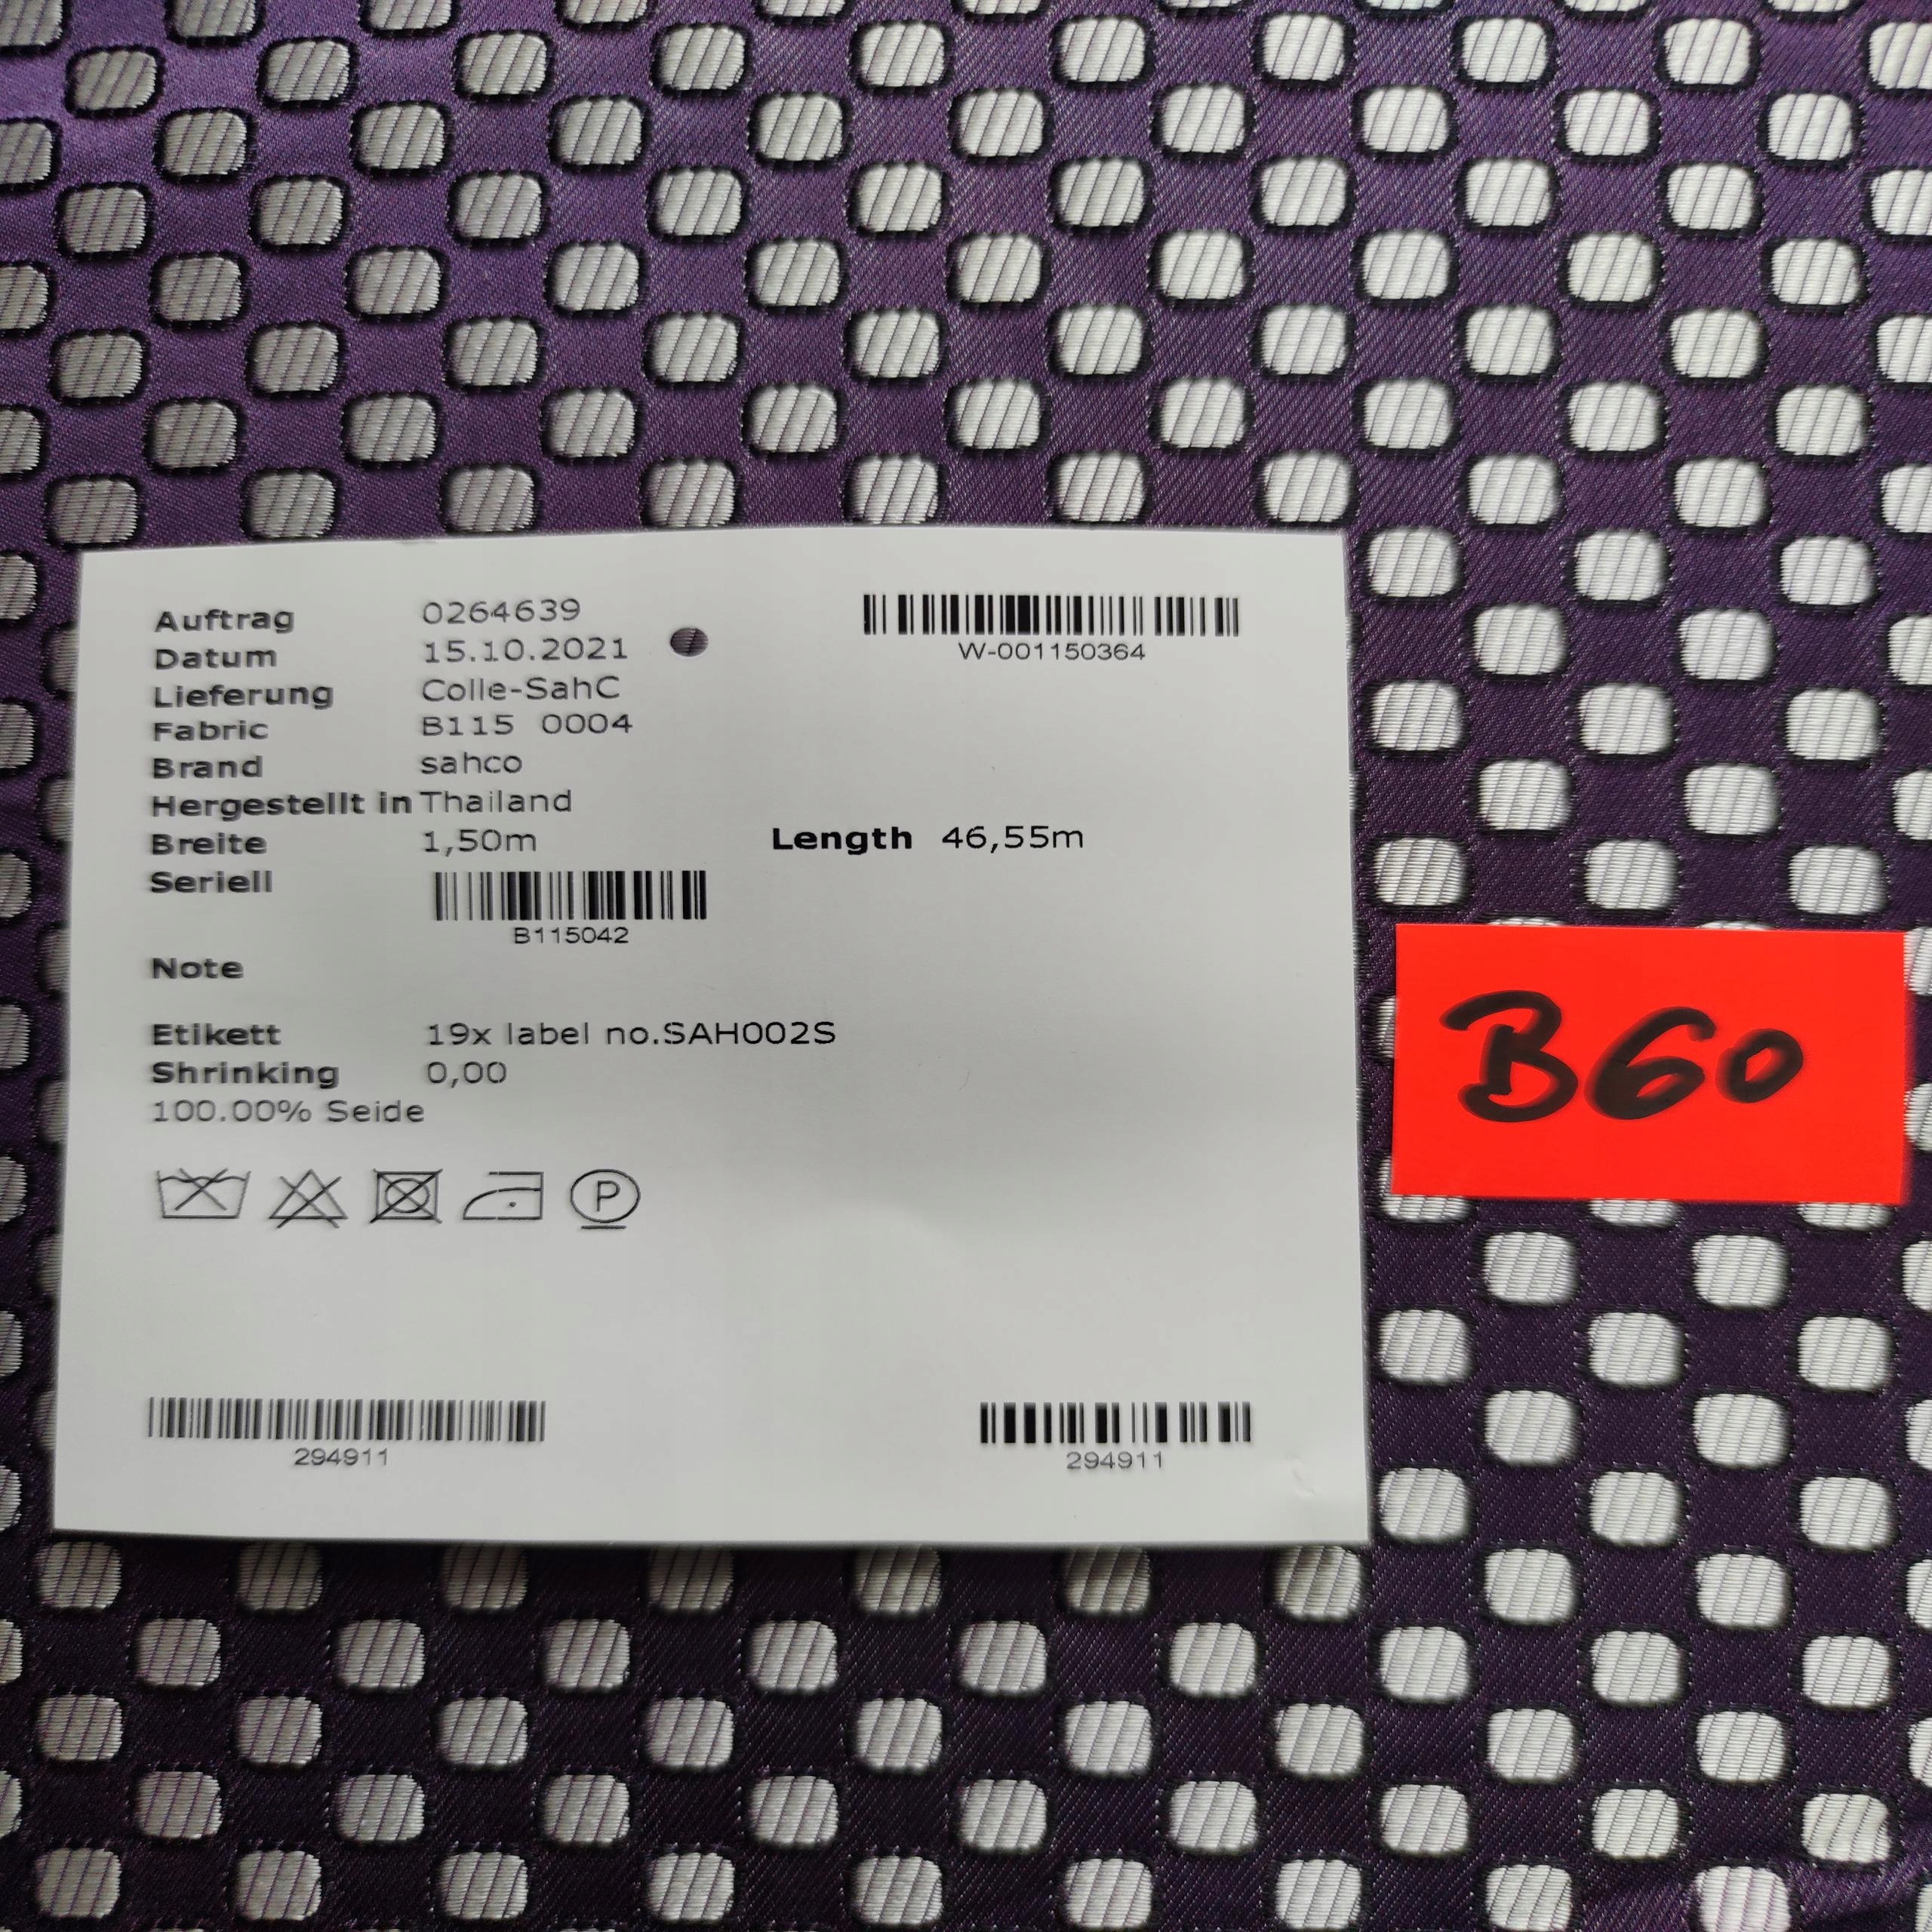 Auftrag 0264639
W-001150364
Datum 15.10.2021
Lieferung Colle-SahC
Fabric B115 0004
Brand sahco
Hergestellt in Thailand
Breite 1,50m Length 46,55m
Seriell
B115042
Note
Etikett 19x label no.SAH002S
Shrinking 0,00
100.00% Seide
P
294911
294911
B60